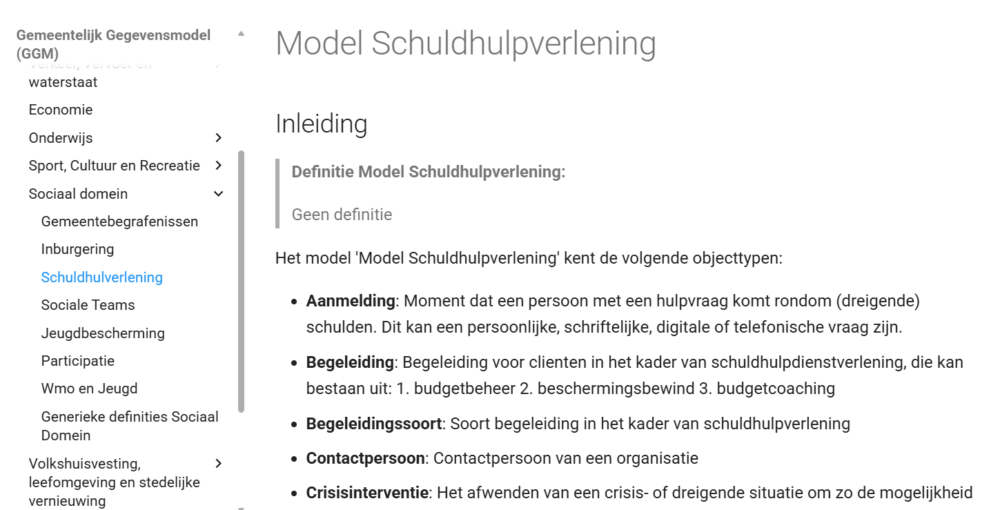 Gemeentelijk Gegevensmodel
(GGM)
Verkeer, vervoer en
waterstaat
Economie
Onderwijs
Sport, Cultuur en Recreatie
Sociaal domein
Gemeentebegrafenissen
Inburgering
Schuldhulverlening
Sociale Teams
Jeugdbescherming
Participatie
Wmo en Jeugd
Generieke definities Sociaal
Domein
Volkshuisvesting,
leefomgeving en stedelijke
vernieuwing
Model Schuldhulpverlening
Inleiding
Definitie Model Schuldhulpverlening:
Geen definitie
Het model 'Model Schuldhulpverlening' kent de volgende objecttypen:
• Aanmelding: Moment dat een persoon met een hulpvraag komt rondom (dreigende)
schulden. Dit kan een persoonlijke, schriftelijke, digitale of telefonische vraag zijn.
• Begeleiding: Begeleiding voor clienten in het kader van schuldhulpdienstverlening, die kan
bestaan uit: 1. budgetbeheer 2. beschermingsbewind 3. budgetcoaching
• Begeleidingssoort: Soort begeleiding in het kader van schuldhulpverlening
• Contactpersoon: Contactpersoon van een organisatie
• Crisisinterventie: Het afwenden van een crisis- of dreigende situatie om zo de mogelijkheid